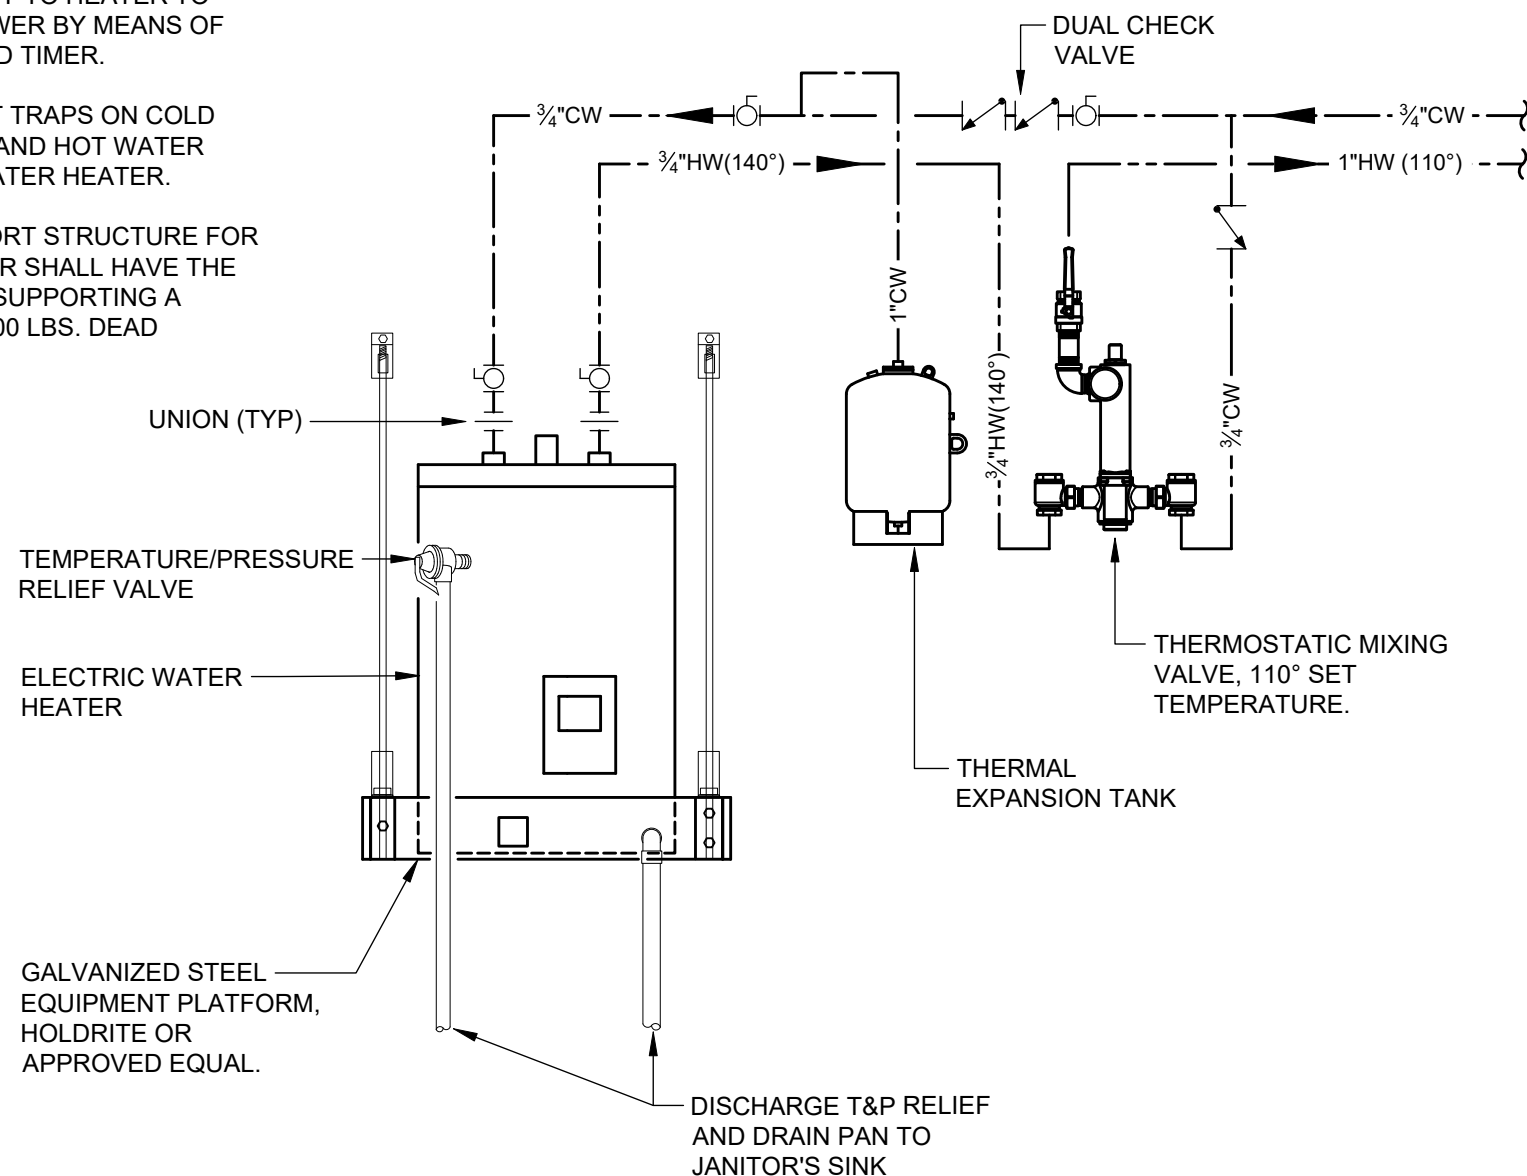 WER BY MEANS OF
D TIMER.
T TRAPS ON COLD
AND HOT WATER
ATER HEATER.
ORT STRUCTURE FOR
R SHALL HAVE THE
SUPPORTING A
00 LBS. DEAD
DUAL CHECK
VALVE
¾"CW
¾"CW
¾"HW(140°)
1"HW (110°)
1"CW
¾"HW(140°)
¾"CW
UNION (TYP)
TEMPERATURE/PRESSURE
RELIEF VALVE
ELECTRIC WATER
HEATER
THERMOSTATIC MIXING
VALVE, 110° SET
TEMPERATURE.
THERMAL
EXPANSION TANK
GALVANIZED STEEL
EQUIPMENT PLATFORM,
HOLDRITE OR
APPROVED EQUAL.
DISCHARGE T&P RELIEF
AND DRAIN PAN TO
JANITOR'S SINK